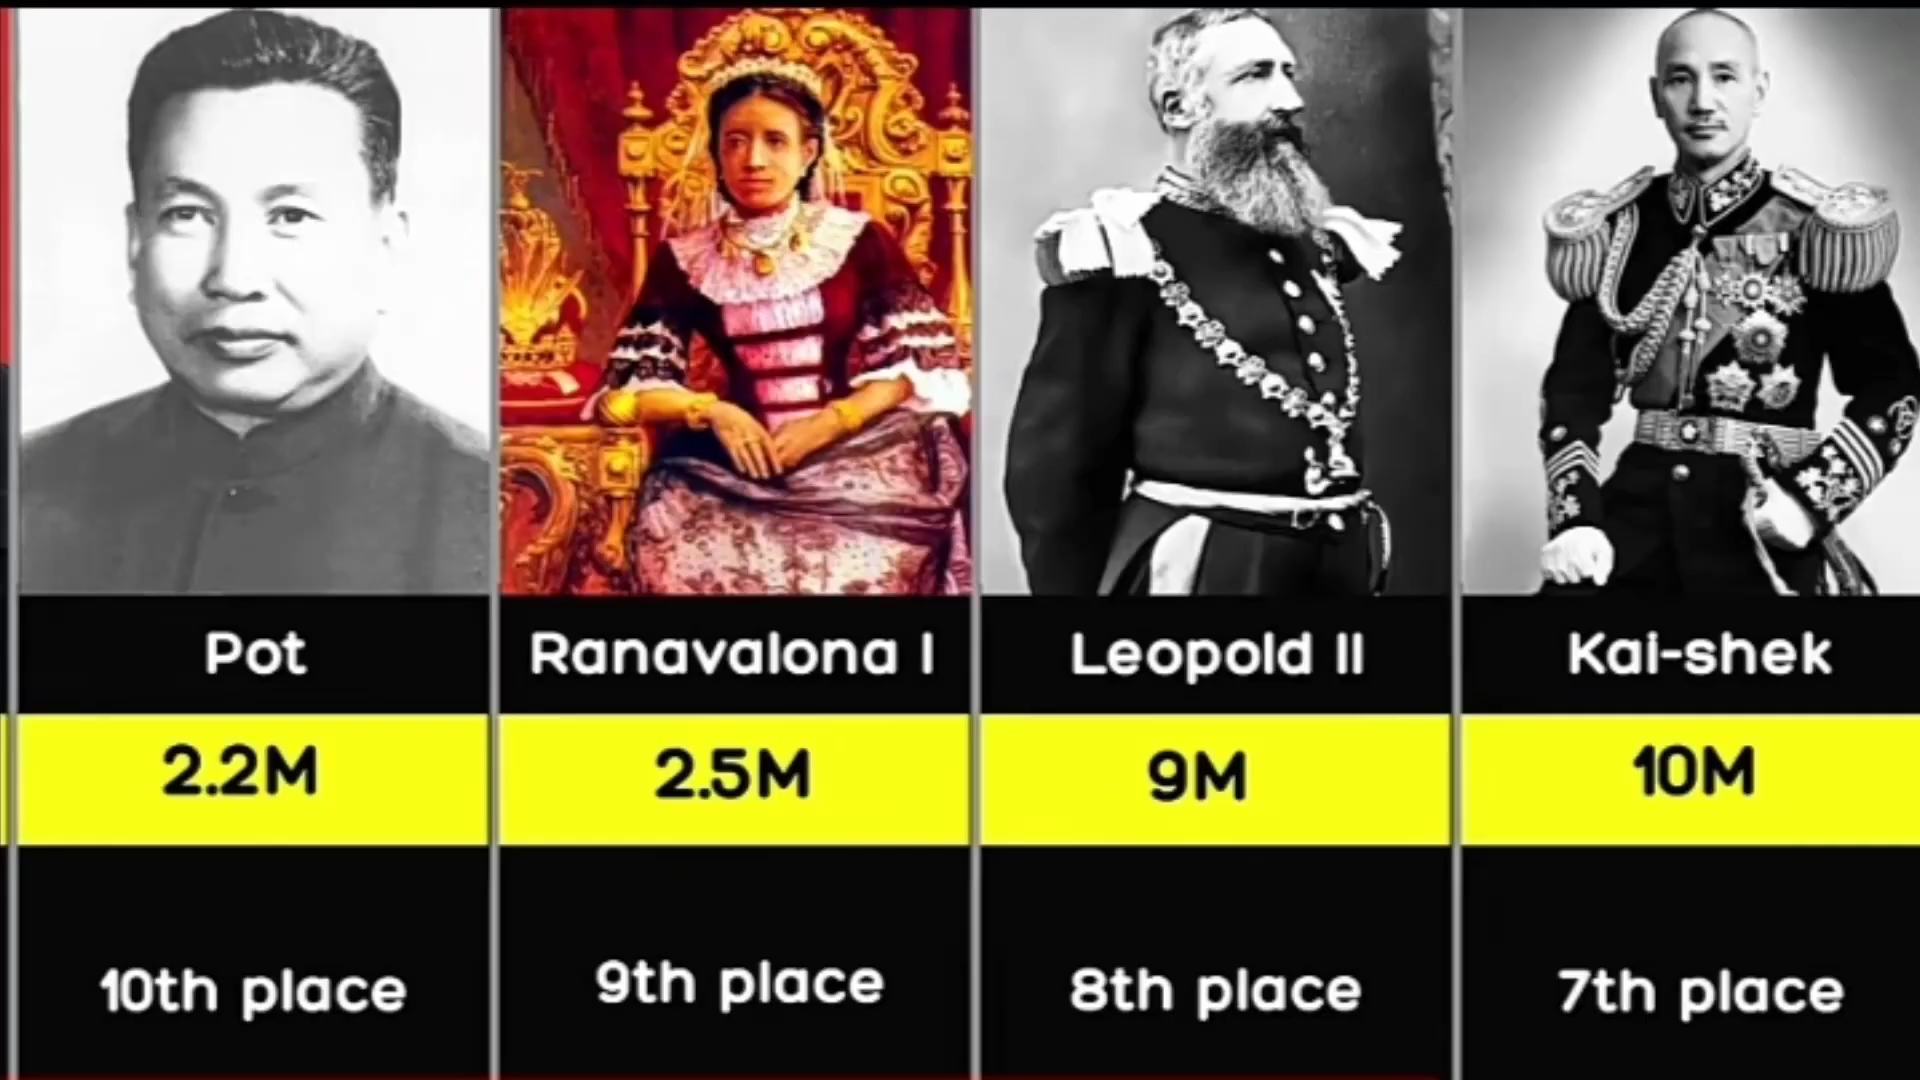 Pot
Ranavalona I
Leopold II
Kai-shek
2.2M
2.5M
9M
10M
10th place
9th place
8th place
7th place